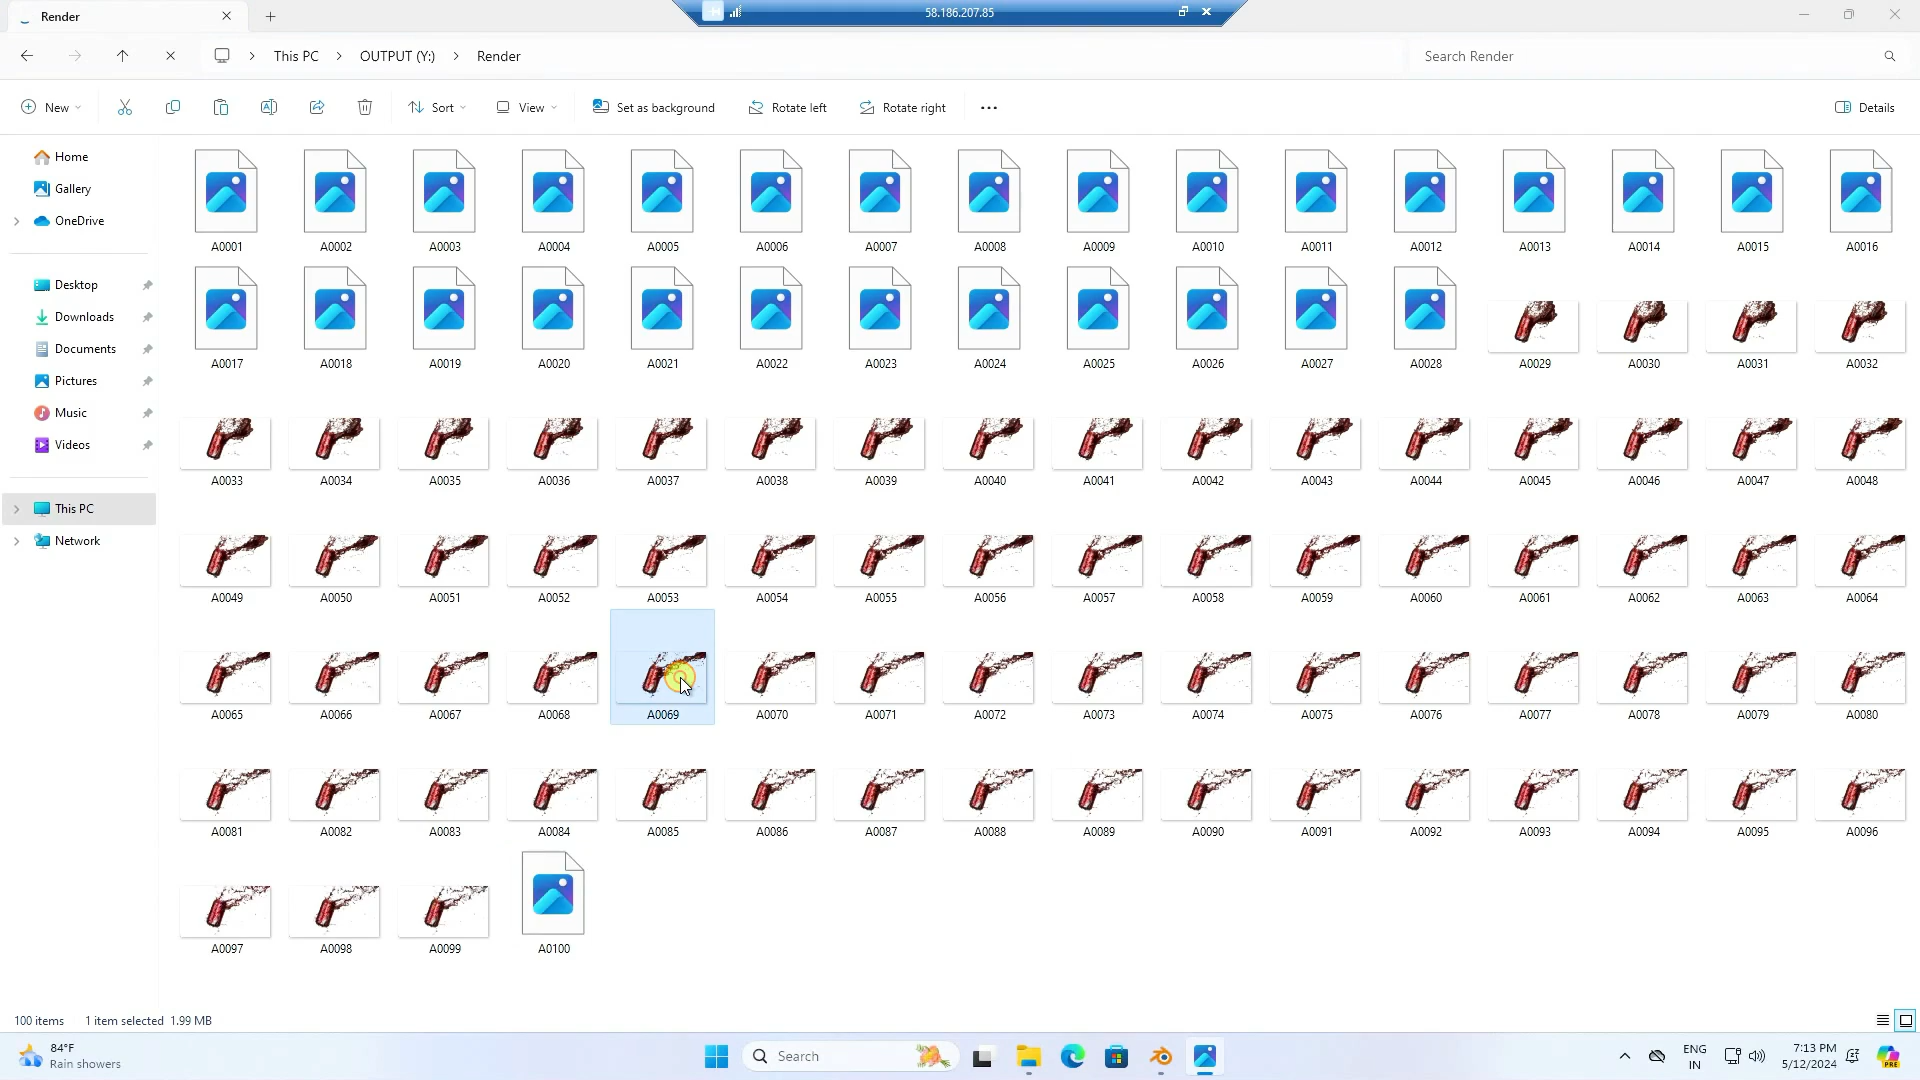 Render
58.186.207.85
This PC
OUTPUT (Y:)
Render
Search Render
New
Sort
View
Set as background
Rotate left
Rotate right
Details
Home
Gallery
OneDrive
Desktop
Downloads
Documents
Pictures
Music
Videos
This PC
Network
A0001 A0002 A0003 A0004 A0005 A0006 A0007 A0008 A0009 A0010 A0011 A0012 A0013 A0014 A0015 A0016
A0017 A0018 A0019 A0020 A0021 A0022 A0023 A0024 A0025 A0026 A0027 A0028 A0029 A0030 A0031 A0032
A0033 A0034 A0035 A0036 A0037 A0038 A0039 A0040 A0041 A0042 A0043 A0044 A0045 A0046 A0047 A0048
A0049 A0050 A0051 A0052 A0053 A0054 A0055 A0056 A0057 A0058 A0059 A0060 A0061 A0062 A0063 A0064
A0065 A0066 A0067 A0068 A0069 A0070 A0071 A0072 A0073 A0074 A0075 A0076 A0077 A0078 A0079 A0080
A0081 A0082 A0083 A0084 A0085 A0086 A0087 A0088 A0089 A0090 A0091 A0092 A0093 A0094 A0095 A0096
A0097 A0098 A0099 A0100
100 items 1 item selected 1.99 MB
84°F
Rain showers
Search
ENG
IN
7:13 PM
5/12/2024
PRE